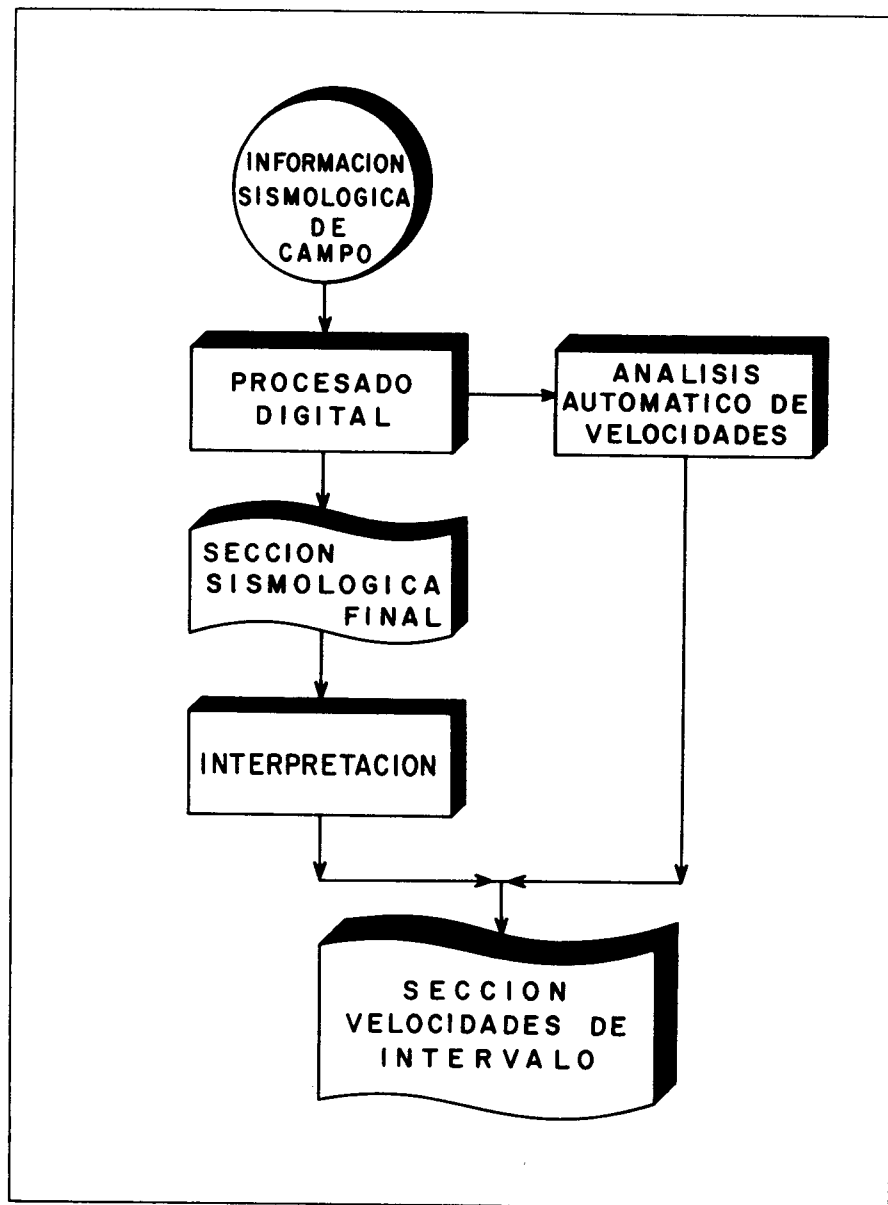 INFORMACION
SISMOLOGICA
DE
CAMPO
PROCESADO
DIGITAL
ANALISIS
AUTOMATICO DE
VELOCIDADES
SECCION
SISMOLOGICA
FINAL
INTERPRETACION
SECCION
VELOCIDADES DE
INTERVALO